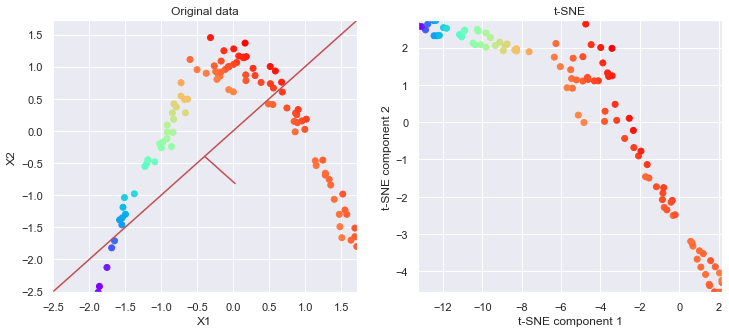 Original data
t-SNE
1.5
1.0
0.5
0.0
−0.5
−1.0
−1.5
−2.0
−2.5
X2
−2.5 −2.0 −1.5 −1.0 −0.5 0.0 0.5 1.0 1.5
X1
2
1
0
−1
−2
−3
−4
t-SNE component 2
−12 −10 −8 −6 −4 −2 0 2
t-SNE component 1